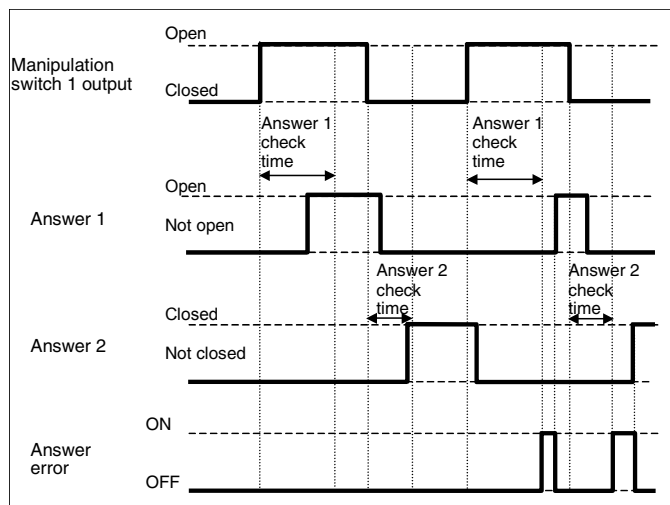 Open
Manipulation
switch 1 output
Closed
Answer 1
check
time
Answer 1
check
time
Open
Answer 1
Not open
Answer 2
check
time
Answer 2
check
time
Closed
Answer 2
Not closed
ON
Answer
error
OFF